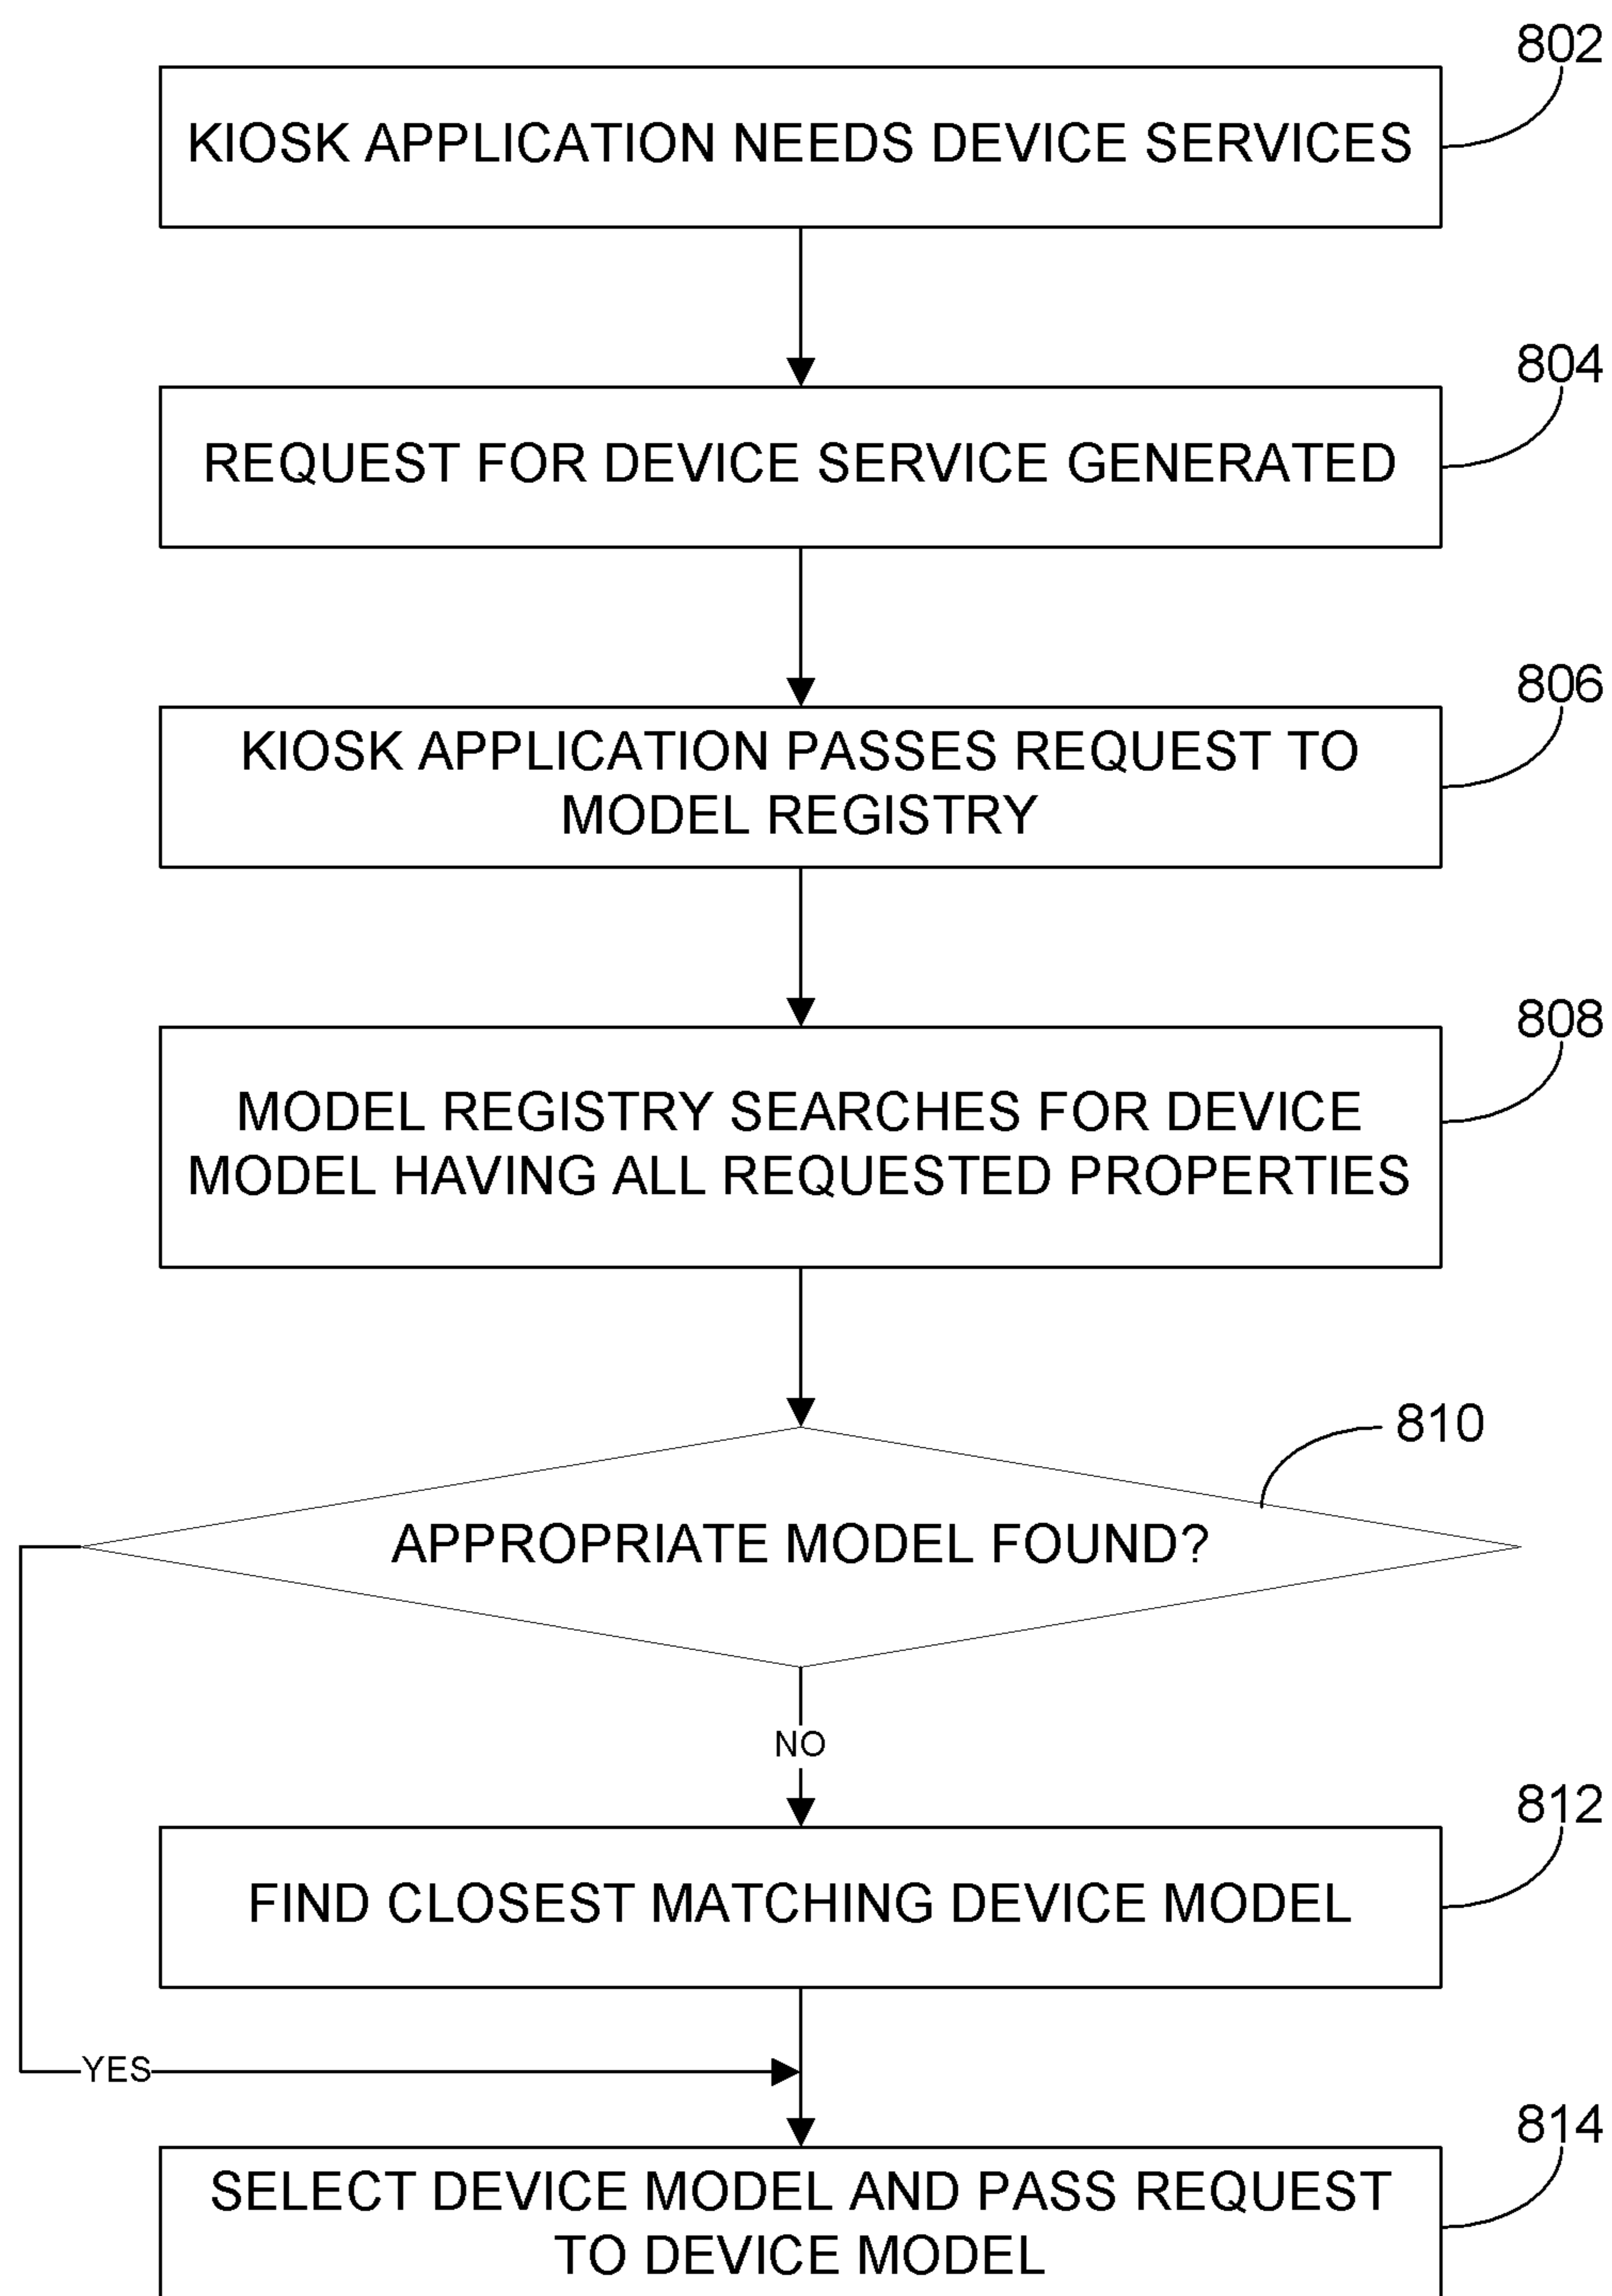 802
KIOSK APPLICATION NEEDS DEVICE SERVICES
804
REQUEST FOR DEVICE SERVICE GENERATED
806
KIOSK APPLICATION PASSES REQUEST TO
MODEL REGISTRY
808
MODEL REGISTRY SEARCHES FOR DEVICE
MODEL HAVING ALL REQUESTED PROPERTIES
810
APPROPRIATE MODEL FOUND?
NO
812
FIND CLOSEST MATCHING DEVICE MODEL
YES
814
SELECT DEVICE MODEL AND PASS REQUEST
TO DEVICE MODEL